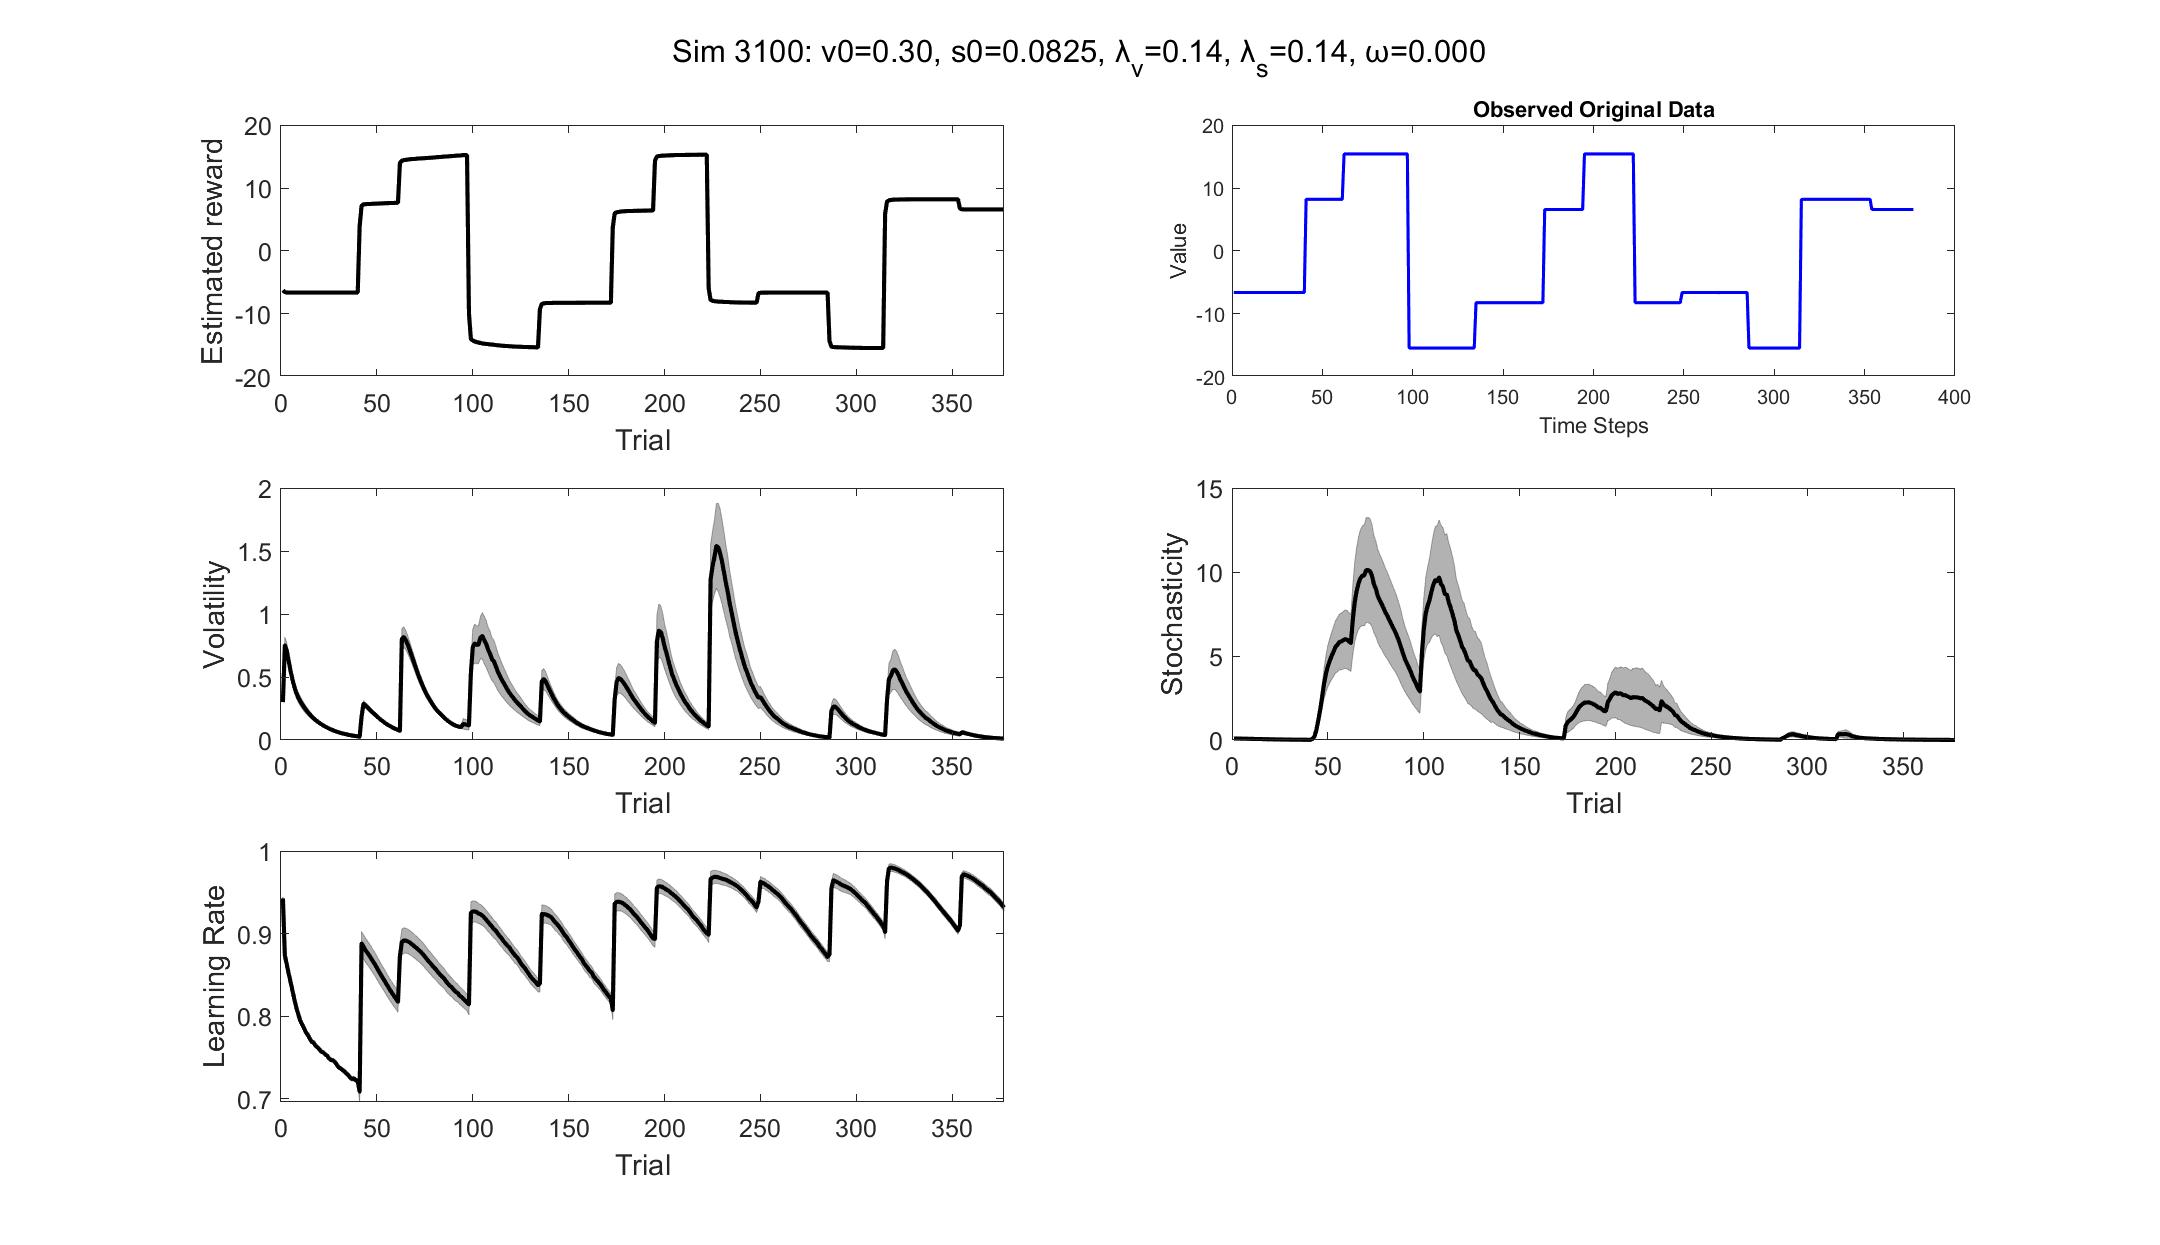 Sim 3100: v0=0.30, s0=0.0825, λ_v=0.14, λ_s=0.14, ω=0.000
Estimated reward
20
10
0
-10
-20
0 50 100 150 200 250 300 350
Trial
Observed Original Data
Value
20
10
0
-10
-20
0 50 100 150 200 250 300 350 400
Time Steps
Volatility
2
1.5
1
0.5
0
0 50 100 150 200 250 300 350
Trial
Stochasticity
15
10
5
0
0 50 100 150 200 250 300 350
Trial
Learning Rate
1
0.9
0.8
0.7
0 50 100 150 200 250 300 350
Trial